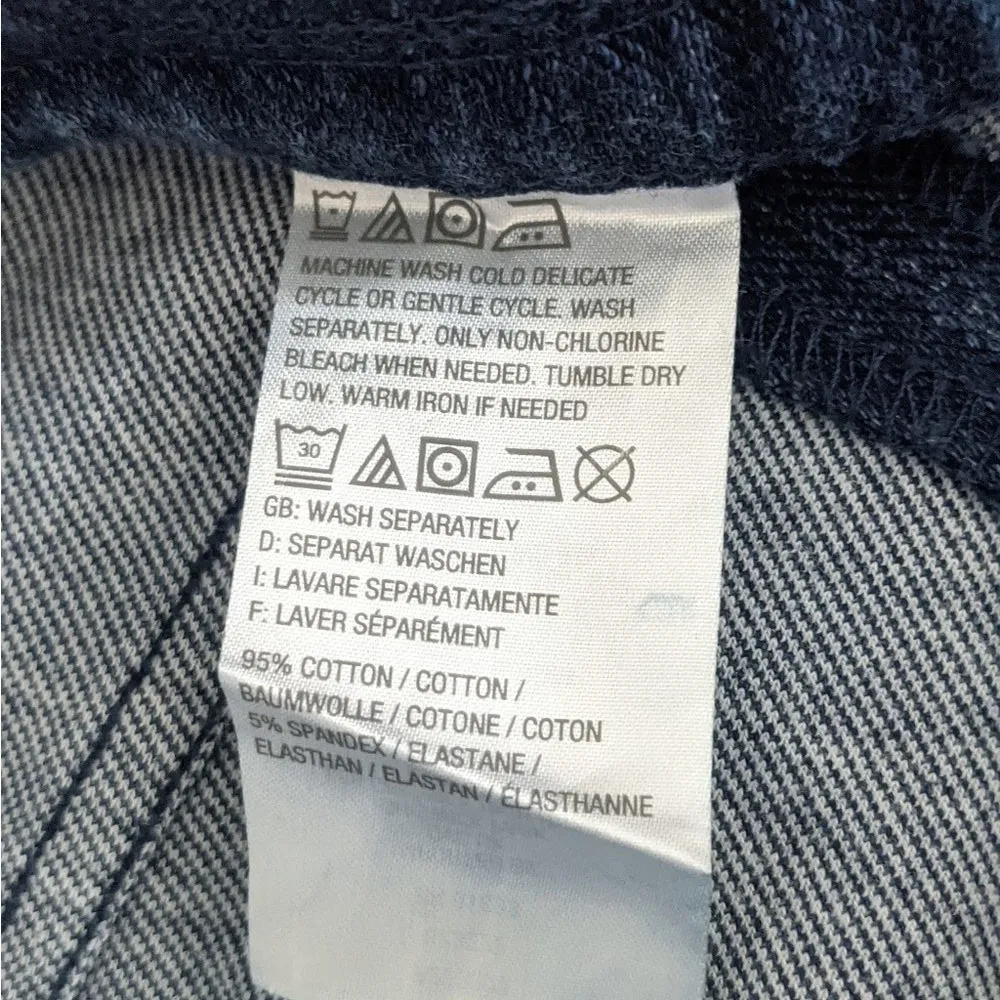 MACHINE WASH COLD DELICATE
CYCLE OR GENTLE CYCLE. WASH
SEPARATELY. ONLY NON-CHLORINE
BLEACH WHEN NEEDED. TUMBLE DRY
LOW. WARM IRON IF NEEDED
30
GB: WASH SEPARATELY
D: SEPARAT WASCHEN
I: LAVARE SEPARATAMENTE
F: LAVER SÉPARÉMENT
95% COTTON / COTTON /
BAUMWOLLE / COTONE / COTON
5% SPANDEX / ELASTANE /
ELASTHAN / ELASTAN / ÉLASTHANNE